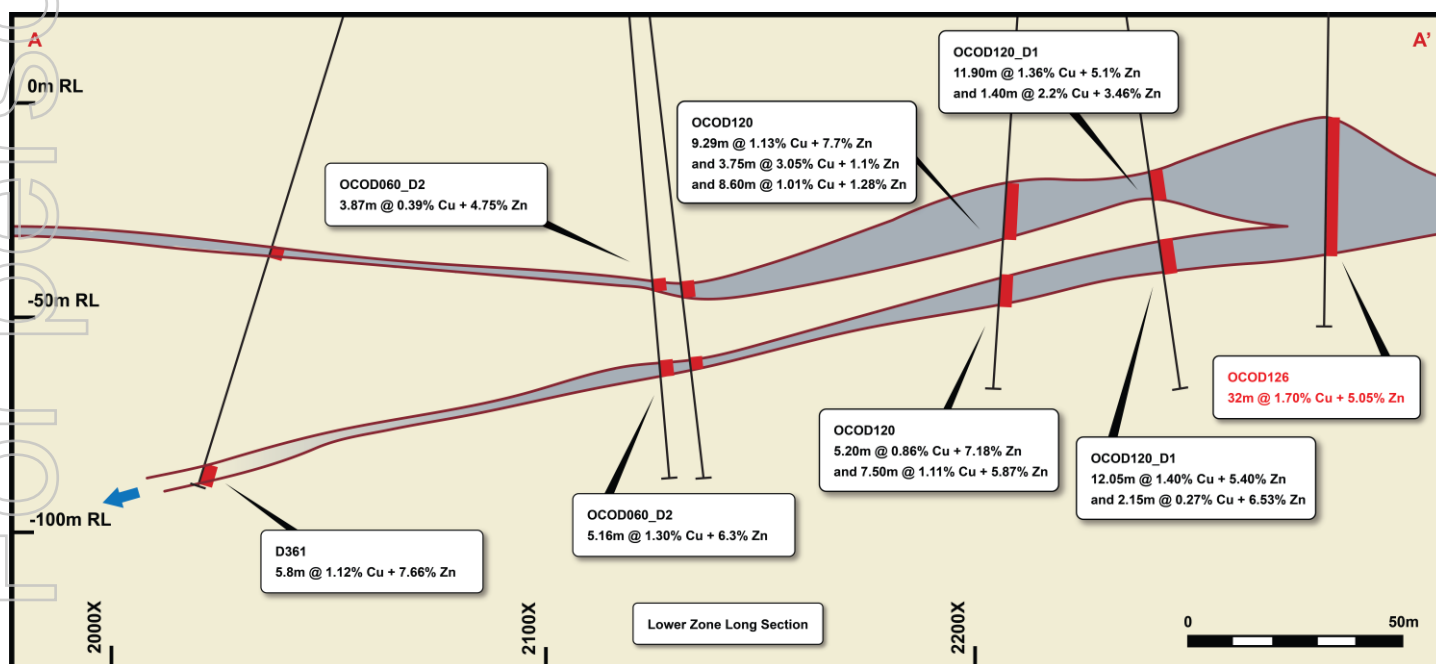 A
A'
0m RL
-50m RL
-100m RL
OCOD120_D1
11.90m @ 1.36% Cu + 5.1% Zn
and 1.40m @ 2.2% Cu + 3.46% Zn
OCOD120
9.29m @ 1.13% Cu + 7.7% Zn
and 3.75m @ 3.05% Cu + 1.1% Zn
and 8.60m @ 1.01% Cu + 1.28% Zn
OCOD060_D2
3.87m @ 0.39% Cu + 4.75% Zn
OCOD126
32m @ 1.70% Cu + 5.05% Zn
OCOD120
5.20m @ 0.86% Cu + 7.18% Zn
and 7.50m @ 1.11% Cu + 5.87% Zn
OCOD120_D1
12.05m @ 1.40% Cu + 5.40% Zn
and 2.15m @ 0.27% Cu + 6.53% Zn
OCOD060_D2
5.16m @ 1.30% Cu + 6.3% Zn
D361
5.8m @ 1.12% Cu + 7.66% Zn
2000X
2100X
2200X
Lower Zone Long Section
0
50m